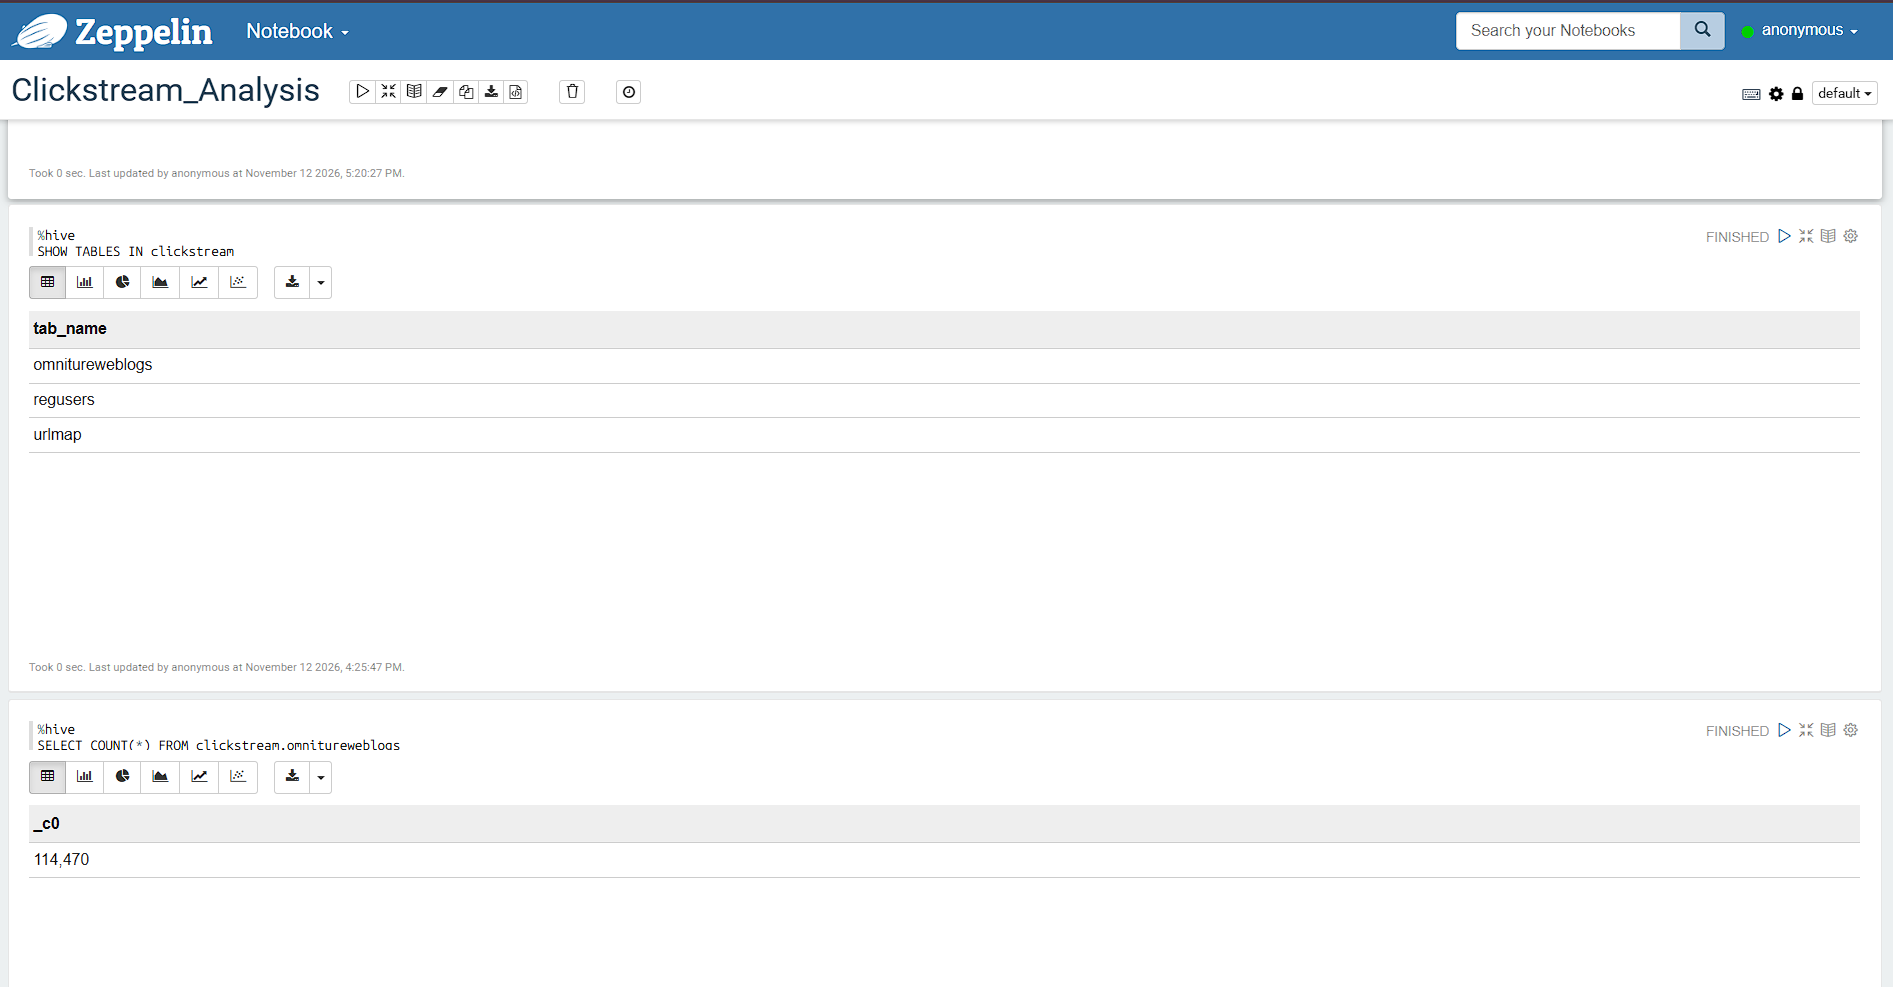 Zeppelin Notebook Search your Notebooks anonymous
Clickstream_Analysis default
Took 0 sec. Last updated by anonymous at November 12 2026, 5:20:27 PM.
%hive FINISHED
SHOW TABLES IN clickstream
tab_name
omnitureweblogs
regusers
urlmap
Took 0 sec. Last updated by anonymous at November 12 2026, 4:25:47 PM.
%hive FINISHED
SELECT COUNT(*) FROM clickstream.omnitureweblogs
_c0
114,470